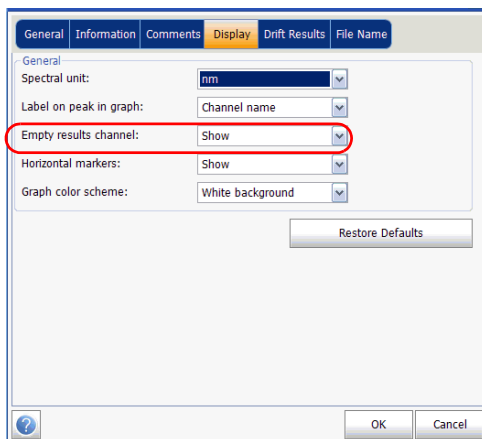 General Information Comments Display Drift Results File Name
General
Spectral unit: nm
Label on peak in graph: Channel name
Empty results channel: Show
Horizontal markers: Show
Graph color scheme: White background
Restore Defaults
? OK Cancel